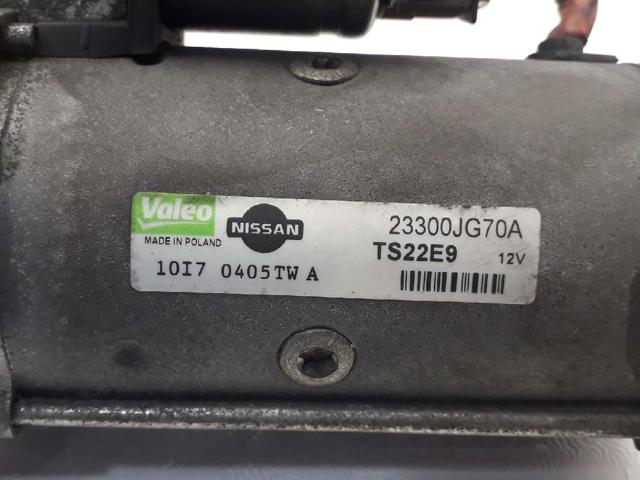 Valeo NISSAN 23300JG70A
MADE IN POLAND TS22E9 12V
10I7 0405TW A